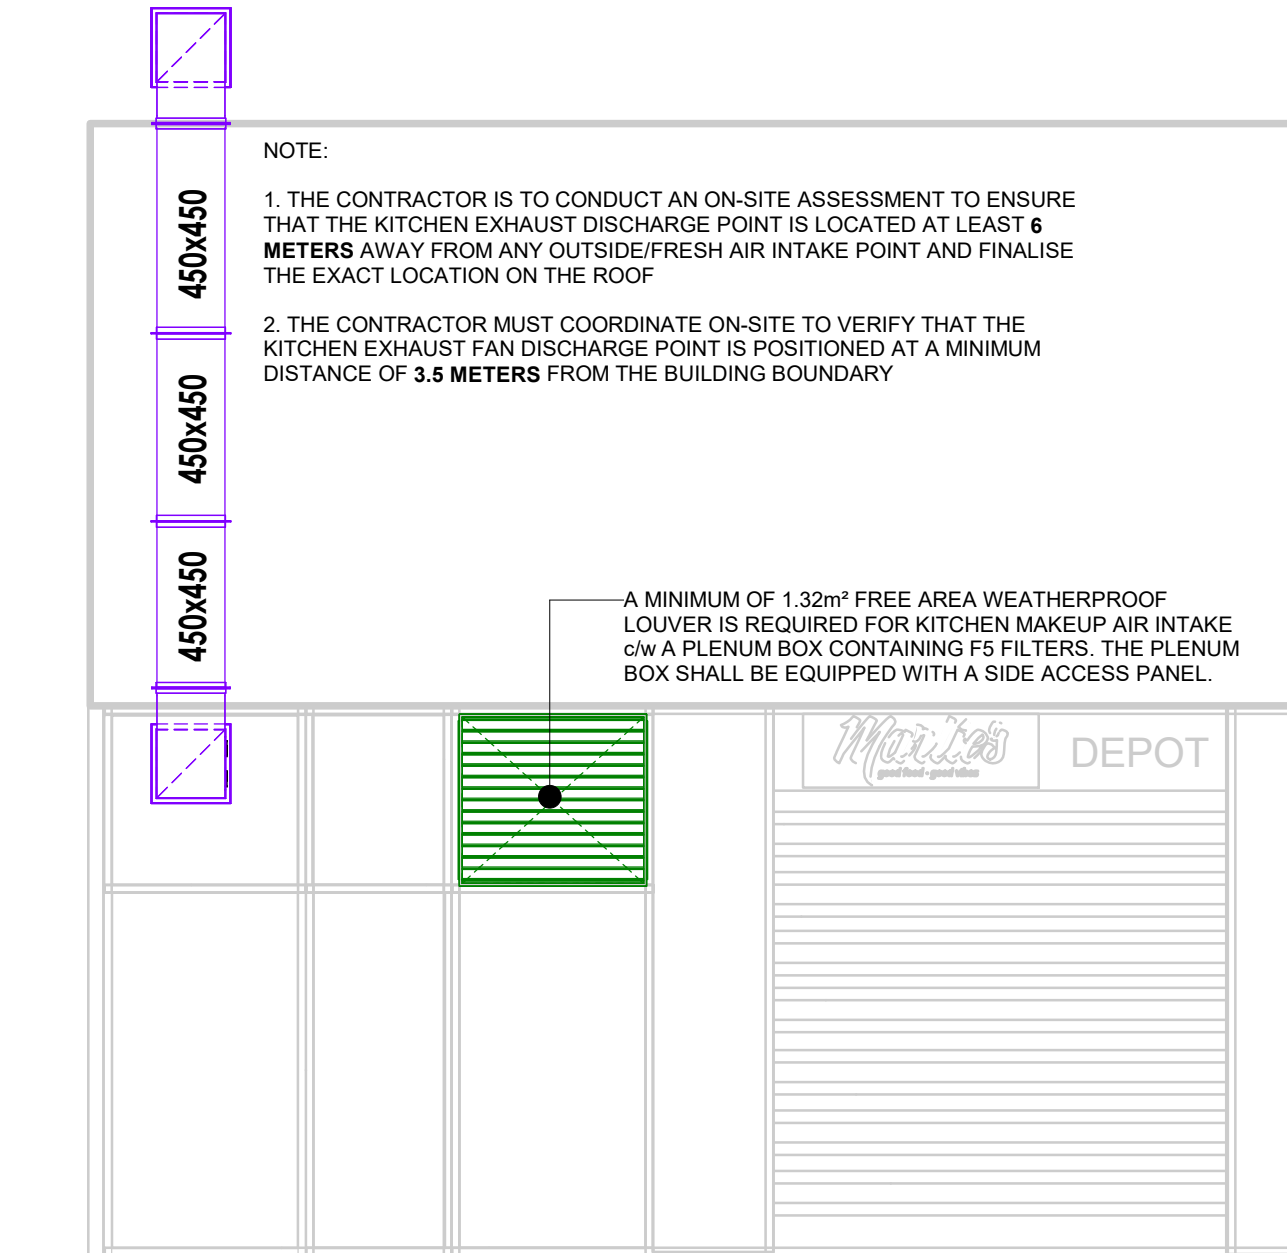 NOTE:
1. THE CONTRACTOR IS TO CONDUCT AN ON-SITE ASSESSMENT TO ENSURE
THAT THE KITCHEN EXHAUST DISCHARGE POINT IS LOCATED AT LEAST 6
METERS AWAY FROM ANY OUTSIDE/FRESH AIR INTAKE POINT AND FINALISE
THE EXACT LOCATION ON THE ROOF
2. THE CONTRACTOR MUST COORDINATE ON-SITE TO VERIFY THAT THE
KITCHEN EXHAUST FAN DISCHARGE POINT IS POSITIONED AT A MINIMUM
DISTANCE OF 3.5 METERS FROM THE BUILDING BOUNDARY
450x450
450x450
450x450
A MINIMUM OF 1.32m² FREE AREA WEATHERPROOF
LOUVER IS REQUIRED FOR KITCHEN MAKEUP AIR INTAKE
c/w A PLENUM BOX CONTAINING F5 FILTERS. THE PLENUM
BOX SHALL BE EQUIPPED WITH A SIDE ACCESS PANEL.
good food - good vibes
DEPOT